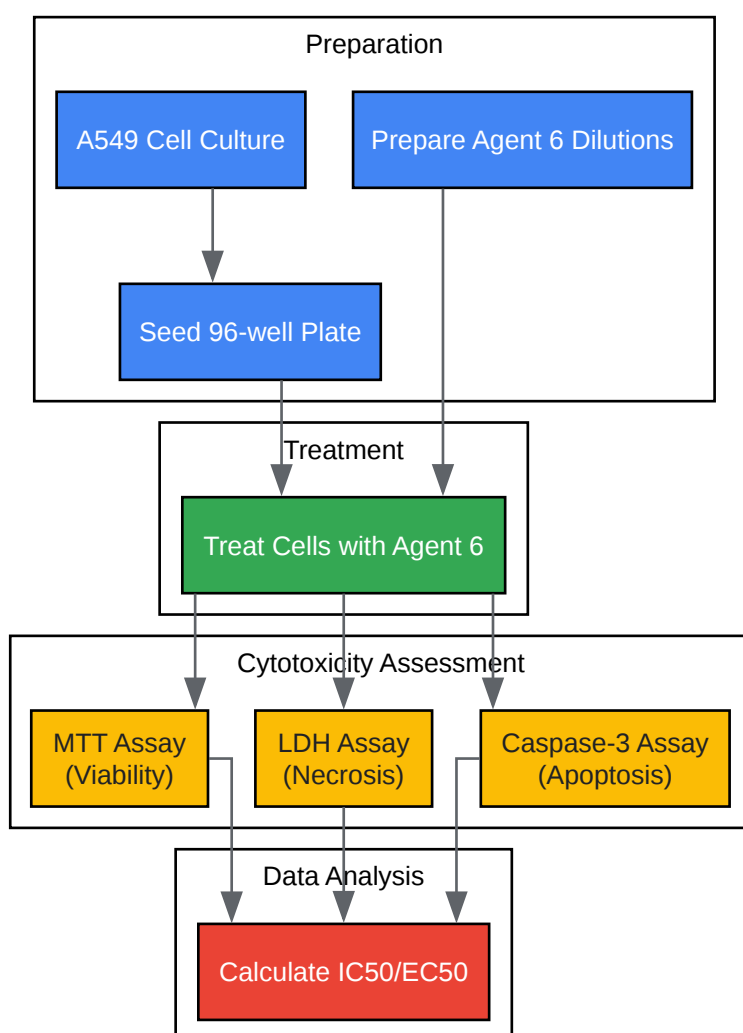 Preparation
A549 Cell Culture
Prepare Agent 6 Dilutions
Seed 96-well Plate
Treatment
Treat Cells with Agent 6
Cytotoxicity Assessment
MTT Assay
(Viability)
LDH Assay
(Necrosis)
Caspase-3 Assay
(Apoptosis)
Data Analysis
Calculate IC50/EC50